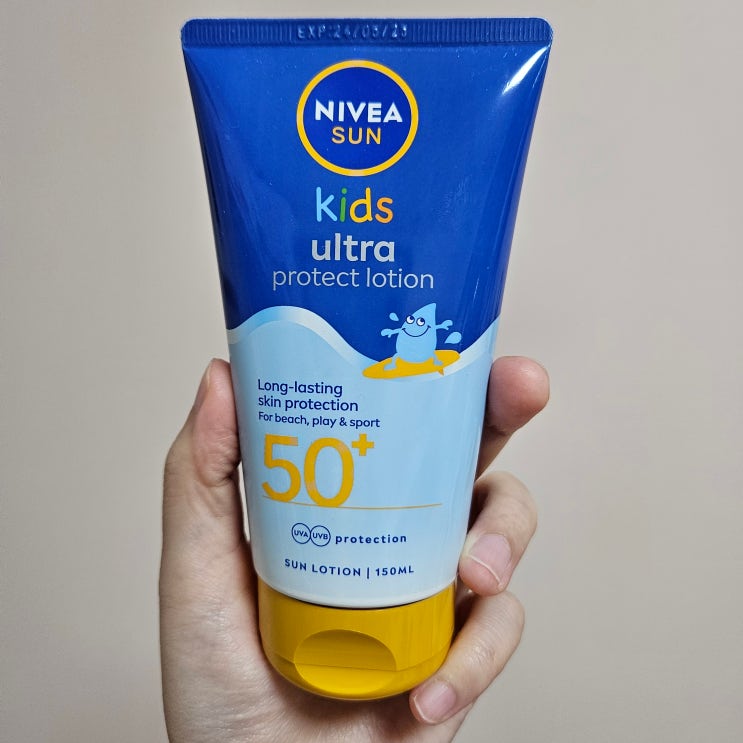 EXP:24/03/23
NIVEA
SUN
kids
ultra
protect lotion
Long-lasting
skin protection
For beach, play & sport
50+
UVA UVB protection
SUN LOTION | 150ML